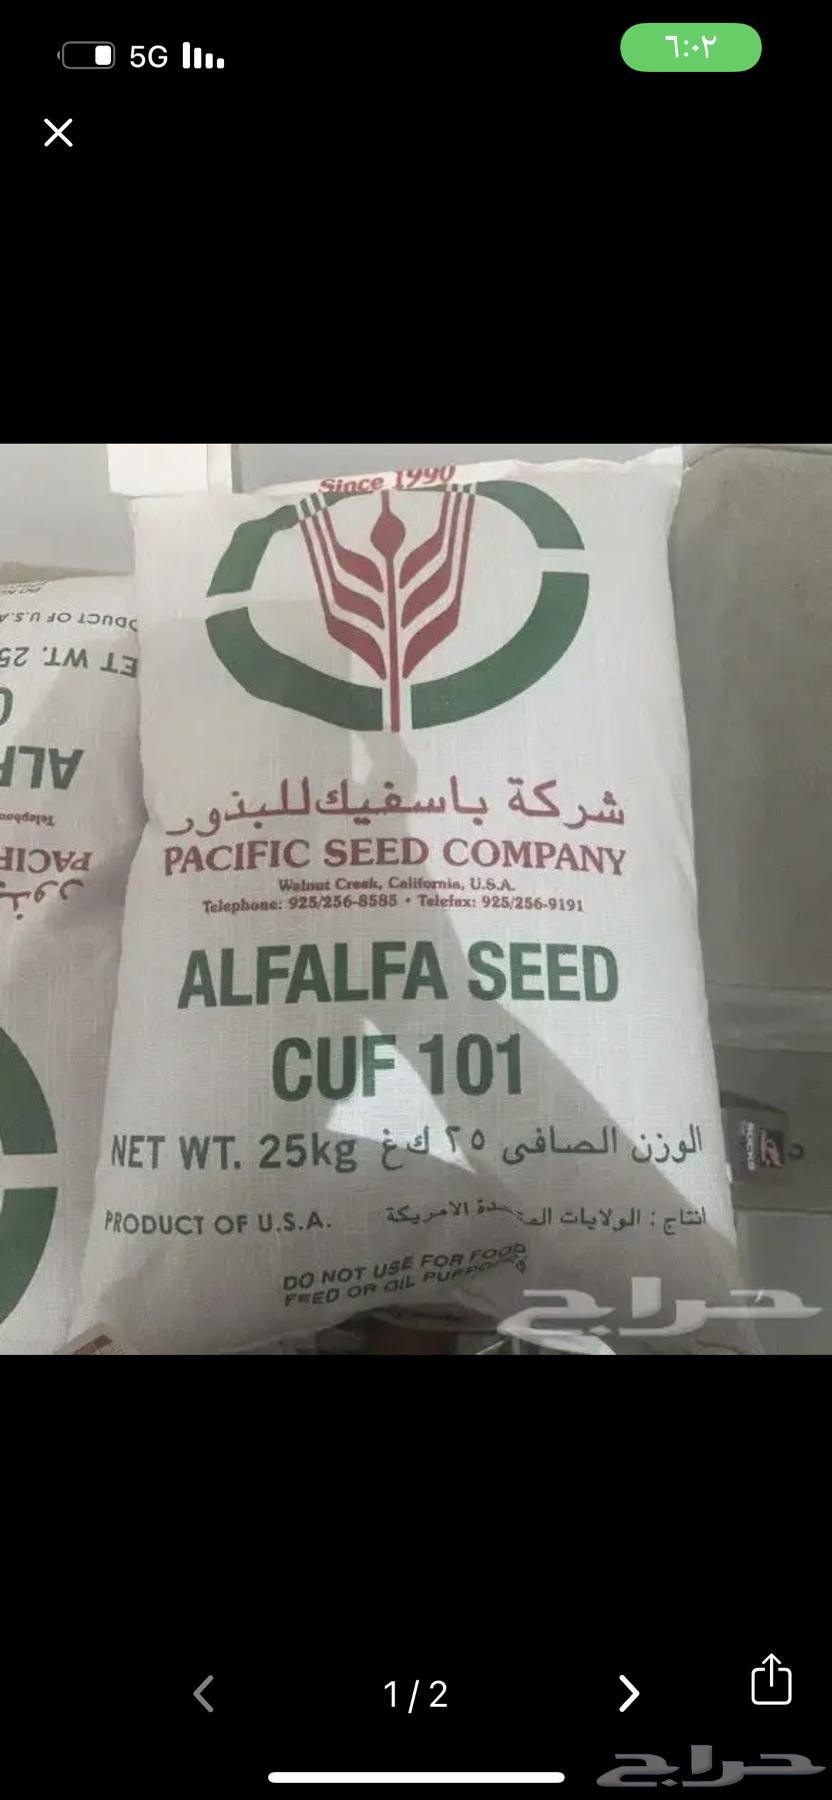 5G
٦:٠٢
Since 1990
شركة باسفيك للبذور
PACIFIC SEED COMPANY
Walnut Creek, California, U.S.A.
Telephone: 925/256-8585 • Telefax: 925/256-9191
ALFALFA SEED
CUF 101
NET WT. 25kg الوزن الصافى ٢٥ ك غ
PRODUCT OF U.S.A. انتاج : الولايات المتحدة الامريكة
DO NOT USE FOR FOOD
FEED OR OIL PURPOSES
حراج
1/2
حراج